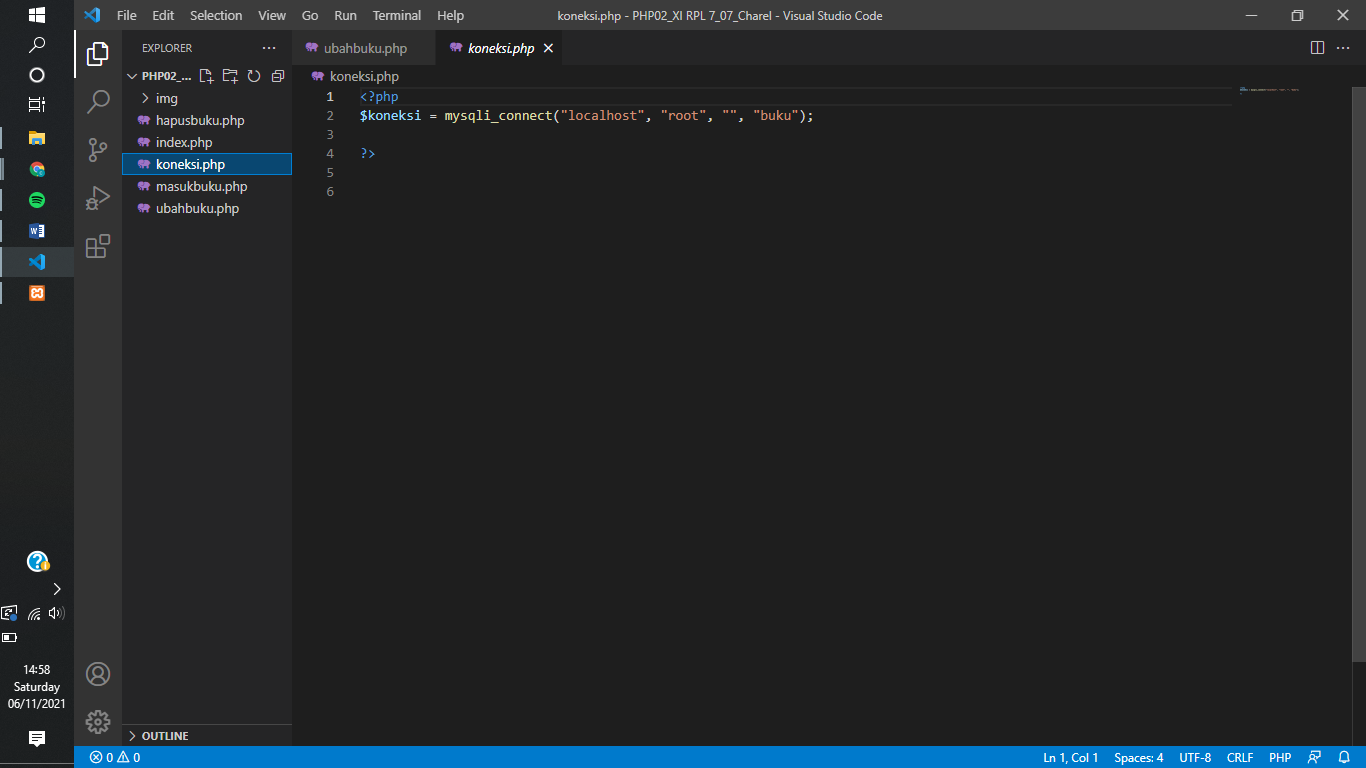 File Edit Selection View Go Run Terminal Help
koneksi.php - PHP02_XI RPL 7_07_Charel - Visual Studio Code
EXPLORER
PHP02_...
img
hapusbuku.php
index.php
koneksi.php
masukbuku.php
ubahbuku.php
OUTLINE
ubahbuku.php
koneksi.php
koneksi.php
1 <?php
2 $koneksi = mysqli_connect("localhost", "root", "", "buku");
3
4 ?>
5
6
14:58
Saturday
06/11/2021
0 0
Ln 1, Col 1 Spaces: 4 UTF-8 CRLF PHP